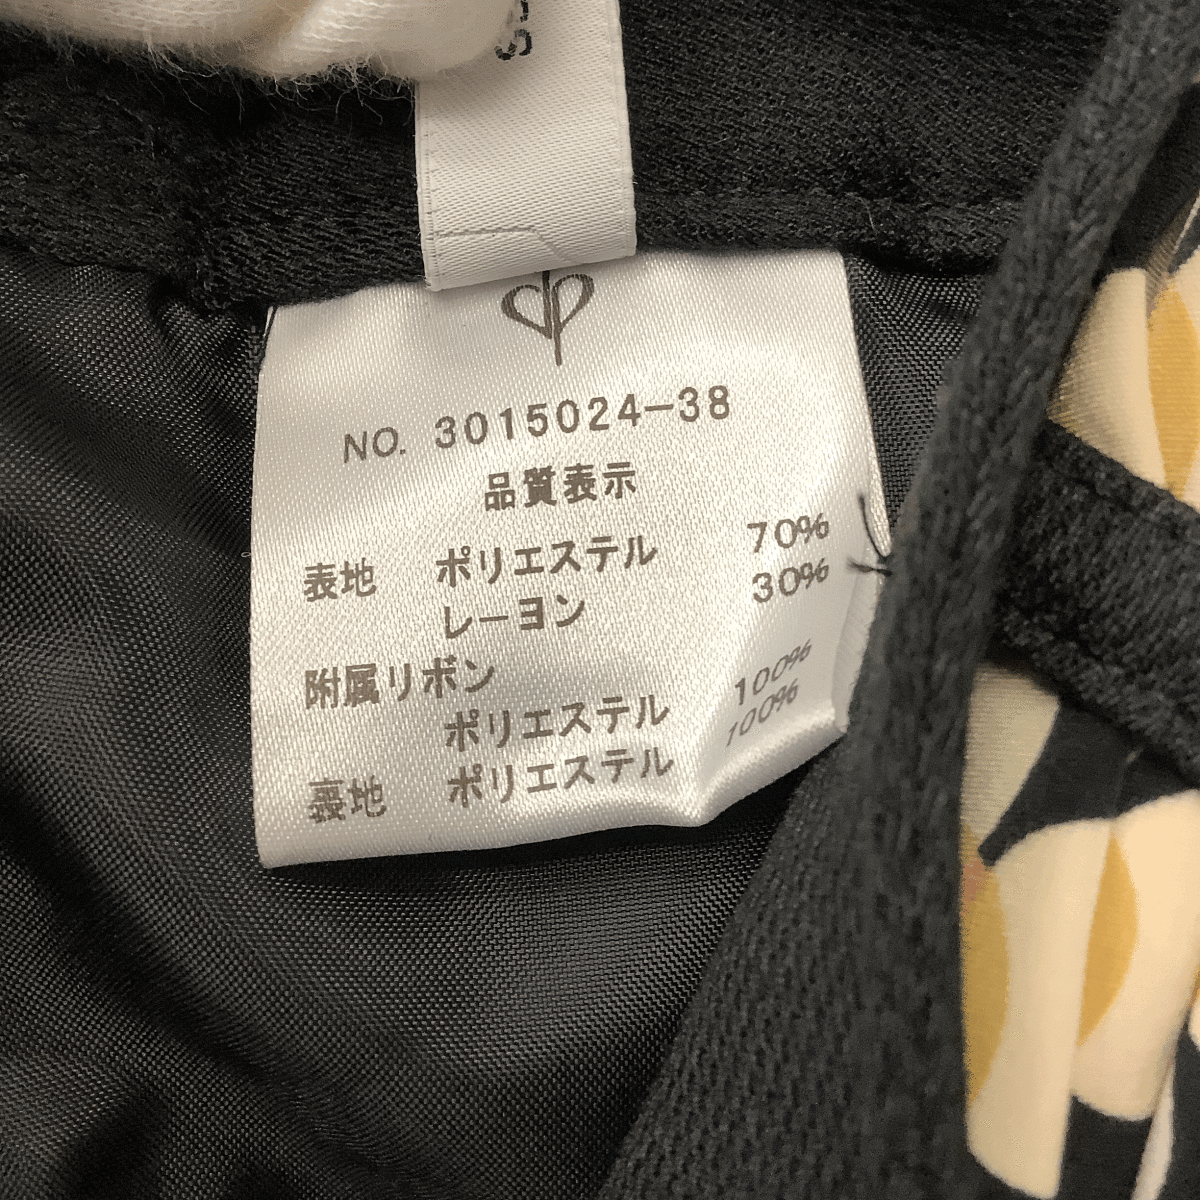 NO. 3015024-38
品質表示
表地 ポリエステル 70%
レーヨン 30%
附属リボン
ポリエステル 100%
裏地 ポリエステル 100%